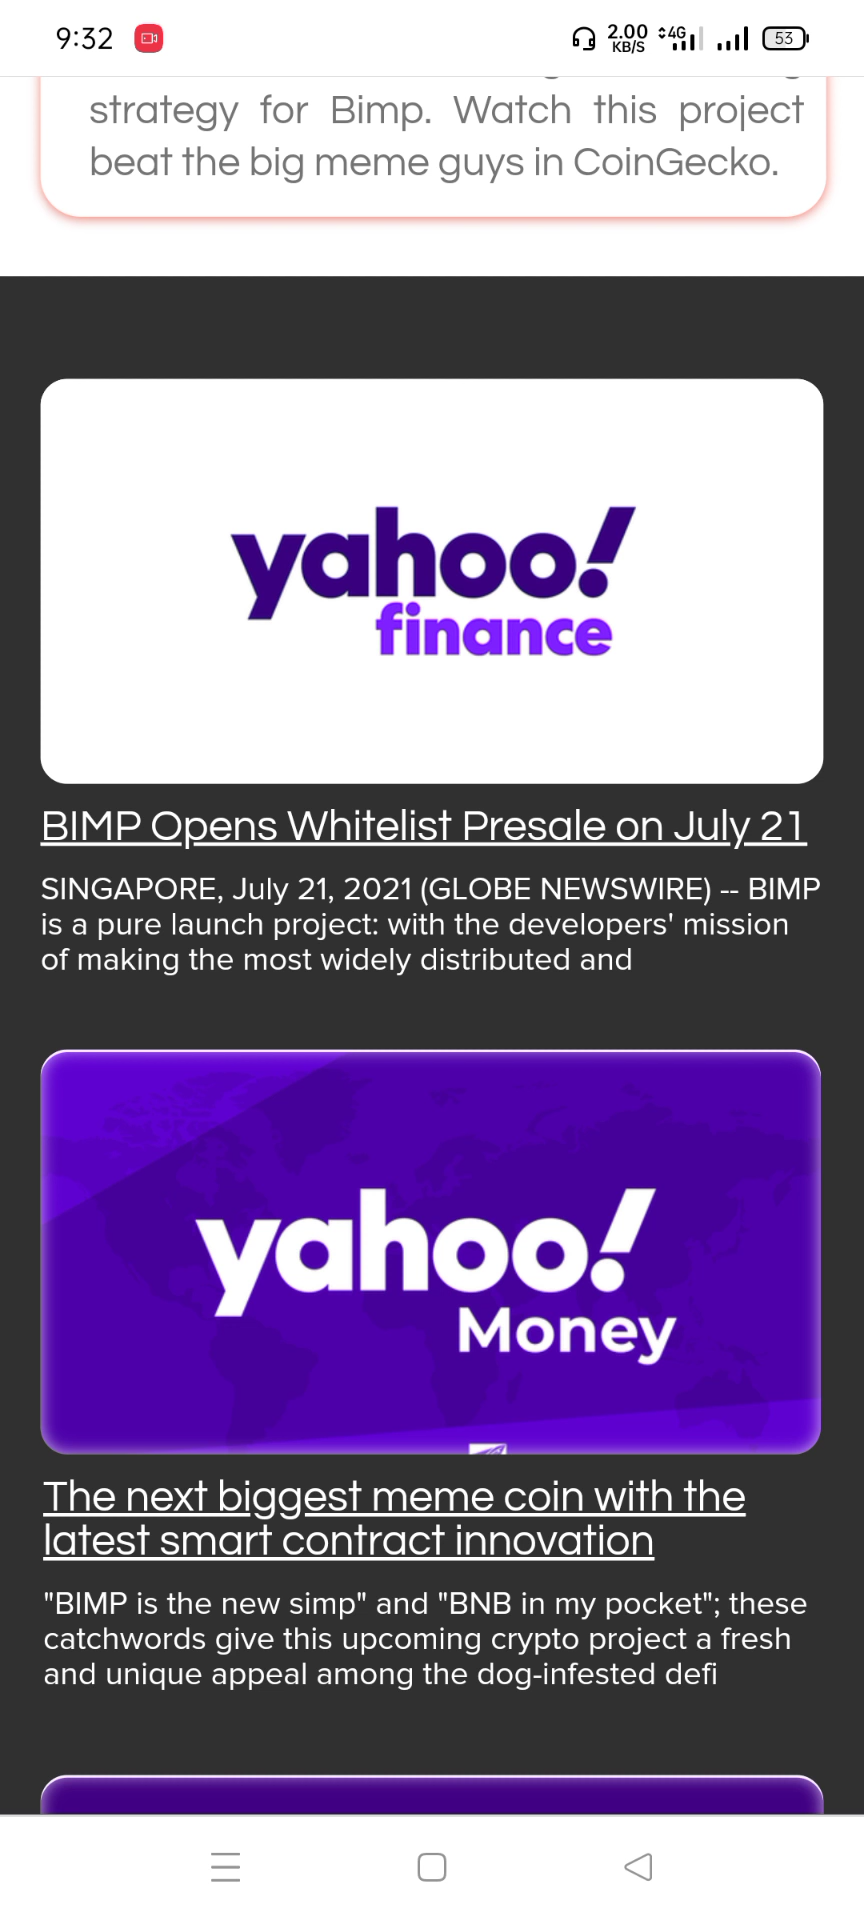 9:32
2.00
KB/S
4G
53
strategy for Bimp. Watch this project
beat the big meme guys in CoinGecko.
yahoo!
finance
BIMP Opens Whitelist Presale on July 21
SINGAPORE, July 21, 2021 (GLOBE NEWSWIRE) -- BIMP
is a pure launch project: with the developers' mission
of making the most widely distributed and
yahoo!
Money
The next biggest meme coin with the
latest smart contract innovation
"BIMP is the new simp" and "BNB in my pocket"; these
catchwords give this upcoming crypto project a fresh
and unique appeal among the dog-infested defi